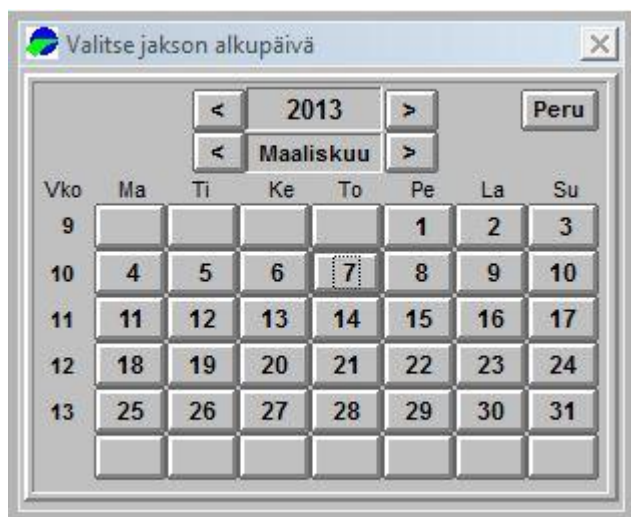 Valitse jakson alkupäivä
< 2013 > Peru
< Maaliskuu >
Vko Ma Ti Ke To Pe La Su
9 1 2 3
10 4 5 6 7 8 9 10
11 11 12 13 14 15 16 17
12 18 19 20 21 22 23 24
13 25 26 27 28 29 30 31